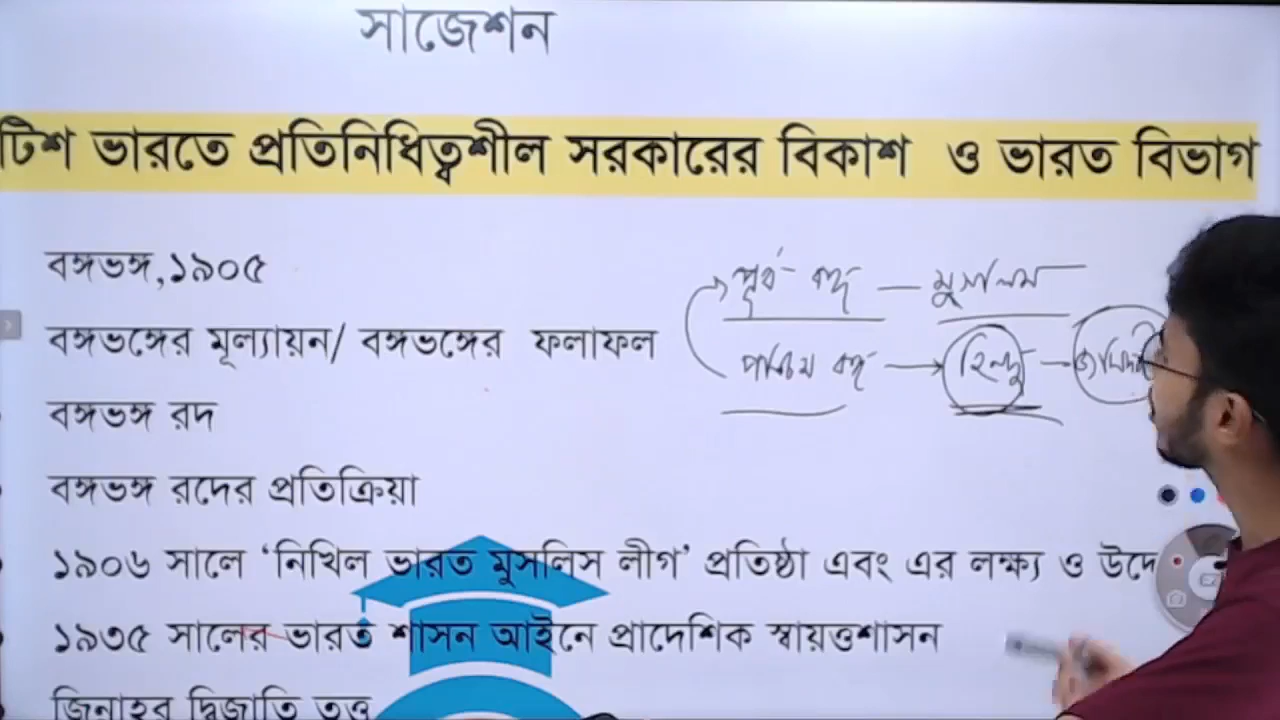 সাজেশন
টিশ ভারতে প্রতিনিধিত্বশীল সরকারের বিকাশ ও ভারত বিভাগ
বঙ্গভঙ্গ,১৯০৫
পূর্ব বঙ্গ — মুসলিম
বঙ্গভঙ্গের মূল্যায়ন/ বঙ্গভঙ্গের ফলাফল
পশ্চিম বঙ্গ → হিন্দু —
বঙ্গভঙ্গ রদ
বঙ্গভঙ্গ রদের প্রতিক্রিয়া
১৯০৬ সালে ‘নিখিল ভারত মুসলিস লীগ’ প্রতিষ্ঠা এবং এর লক্ষ্য ও উদ্দে
১৯৩৫ সালের ভারত শাসন আইনে প্রাদেশিক স্বায়ত্তশাসন
জিনাহর দ্বিজাতি তত্ত্ব